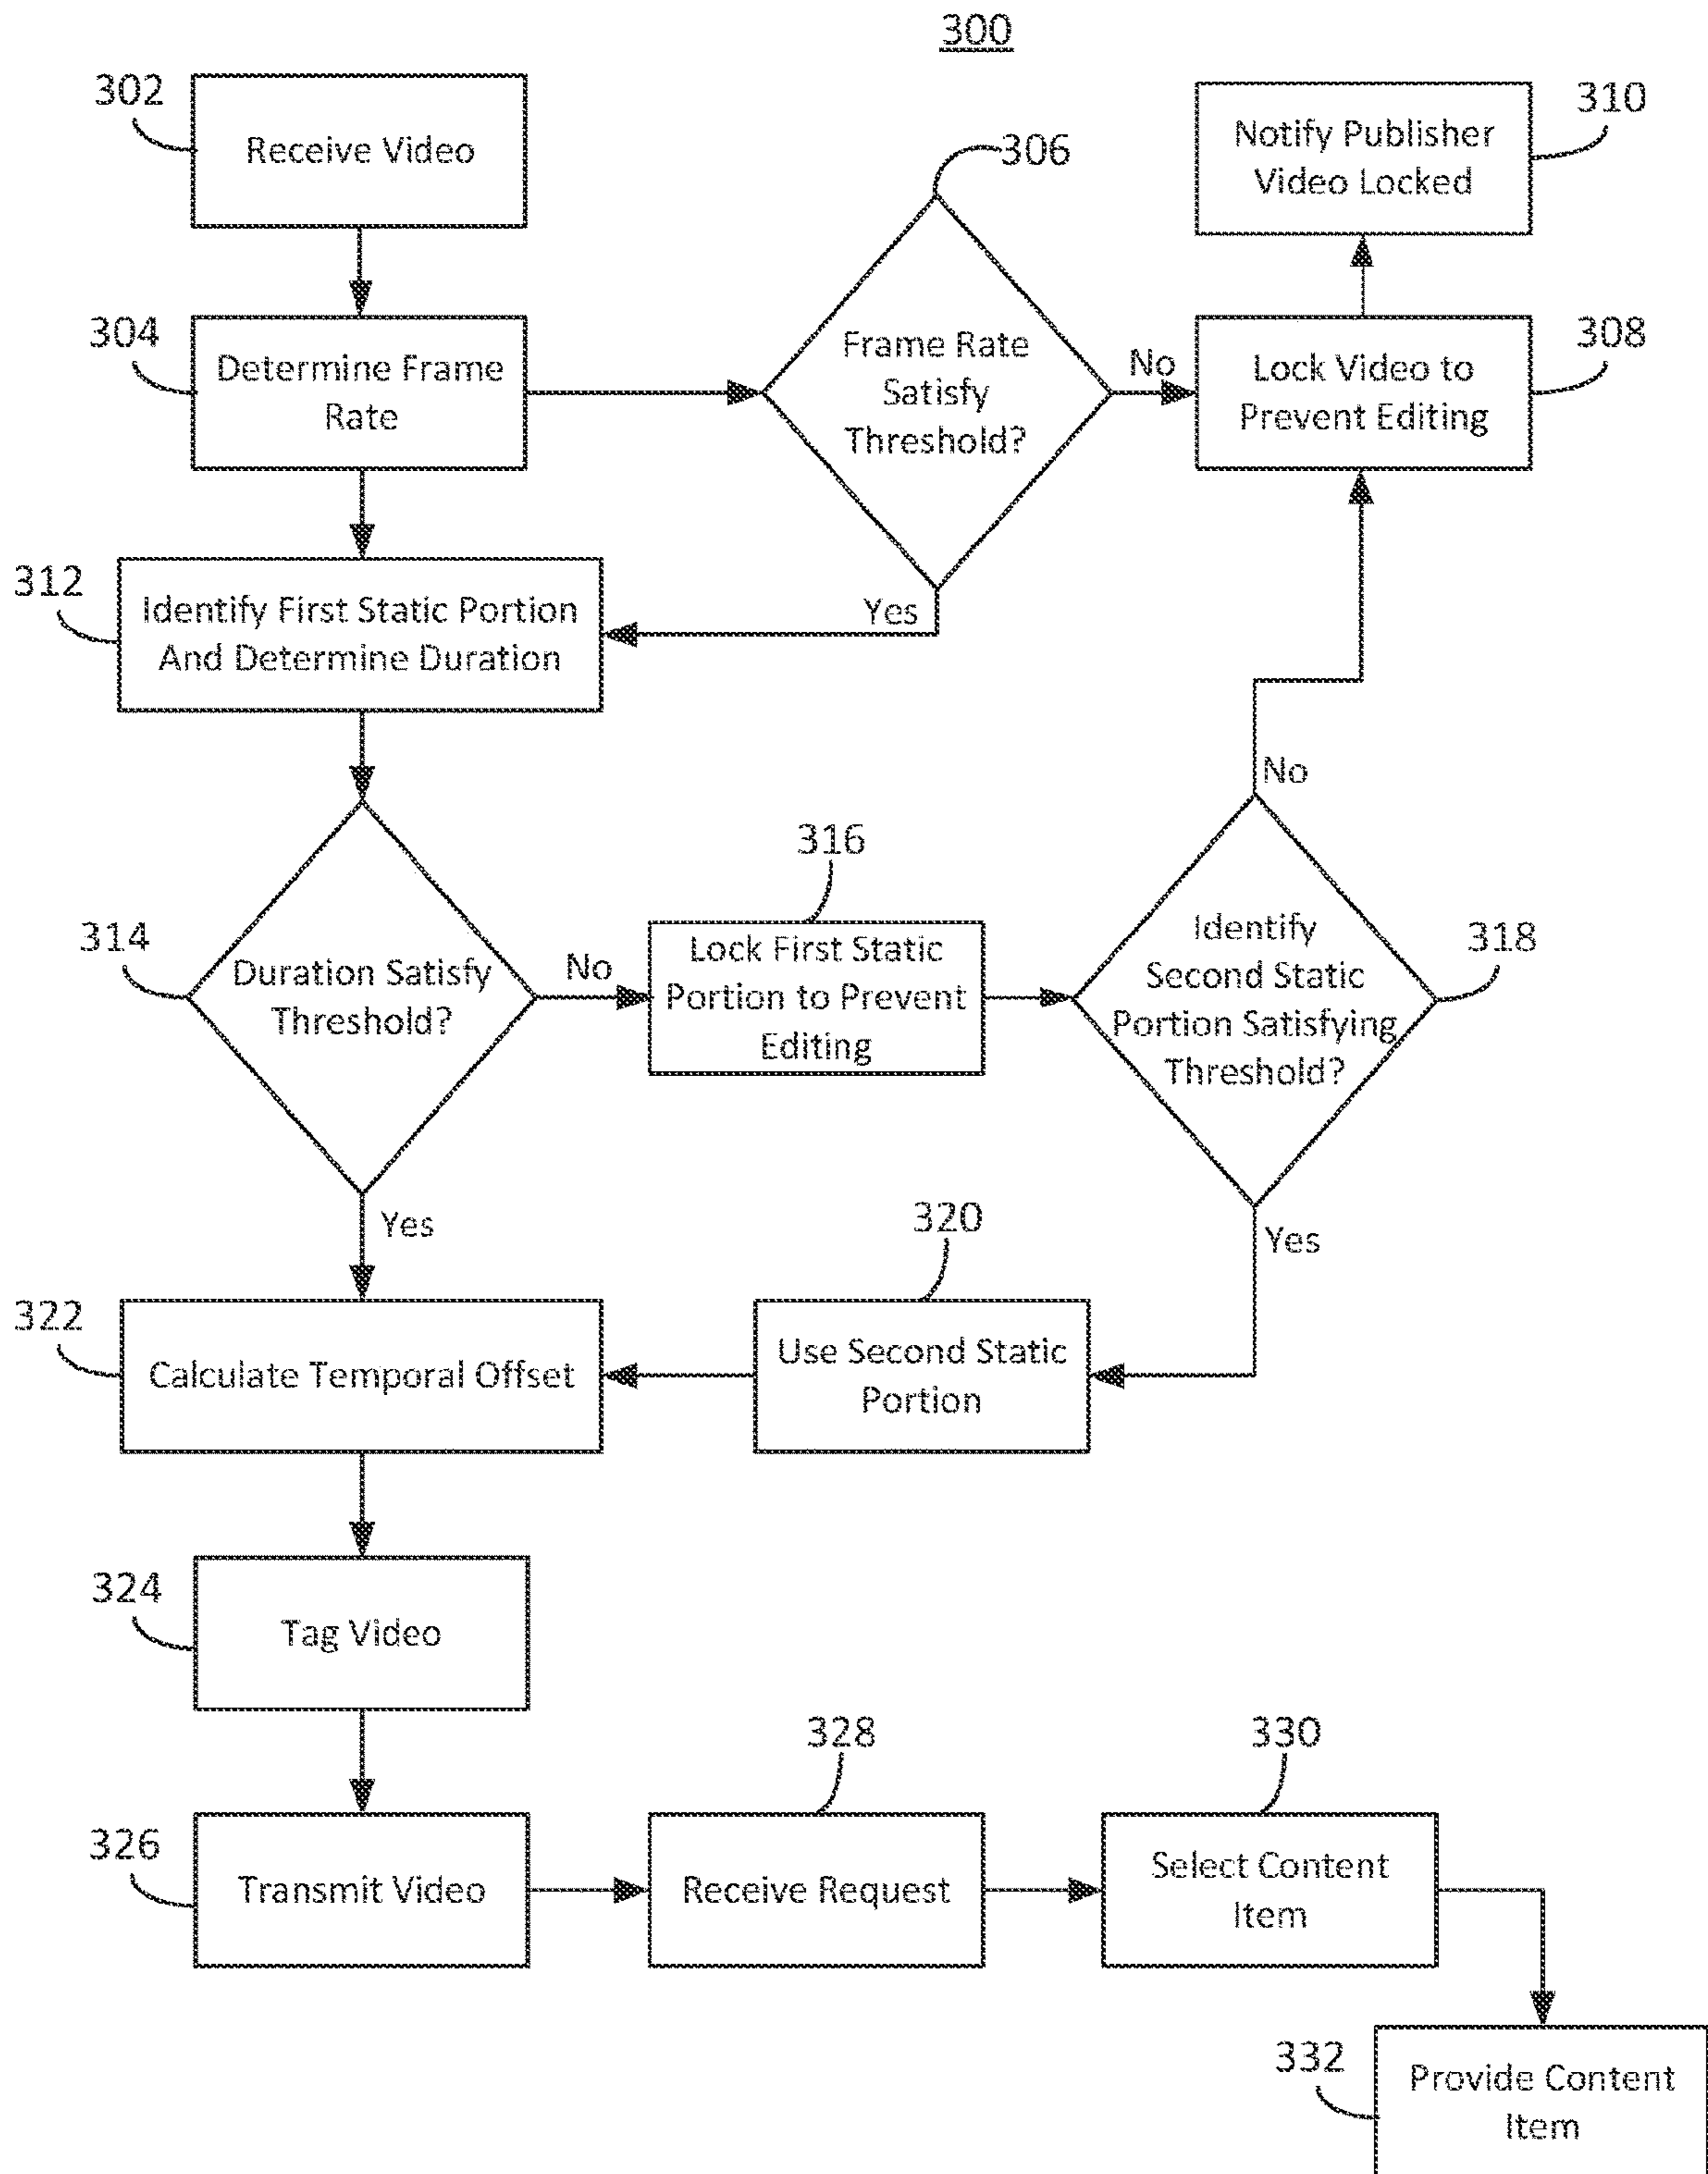 300
302
Receive Video
310
Notify Publisher
Video Locked
306
304
Determine Frame
Rate
Frame Rate
Satisfy
Threshold?
No
308
Lock Video to
Prevent Editing
312
Identify First Static Portion
And Determine Duration
Yes
314
Duration Satisfy
Threshold?
No
316
Lock First Static
Portion to Prevent
Editing
No
318
Identify
Second Static
Portion Satisfying
Threshold?
Yes
Yes
320
Use Second Static
Portion
322
Calculate Temporal Offset
324
Tag Video
326
Transmit Video
328
Receive Request
330
Select Content
Item
332
Provide Content
Item